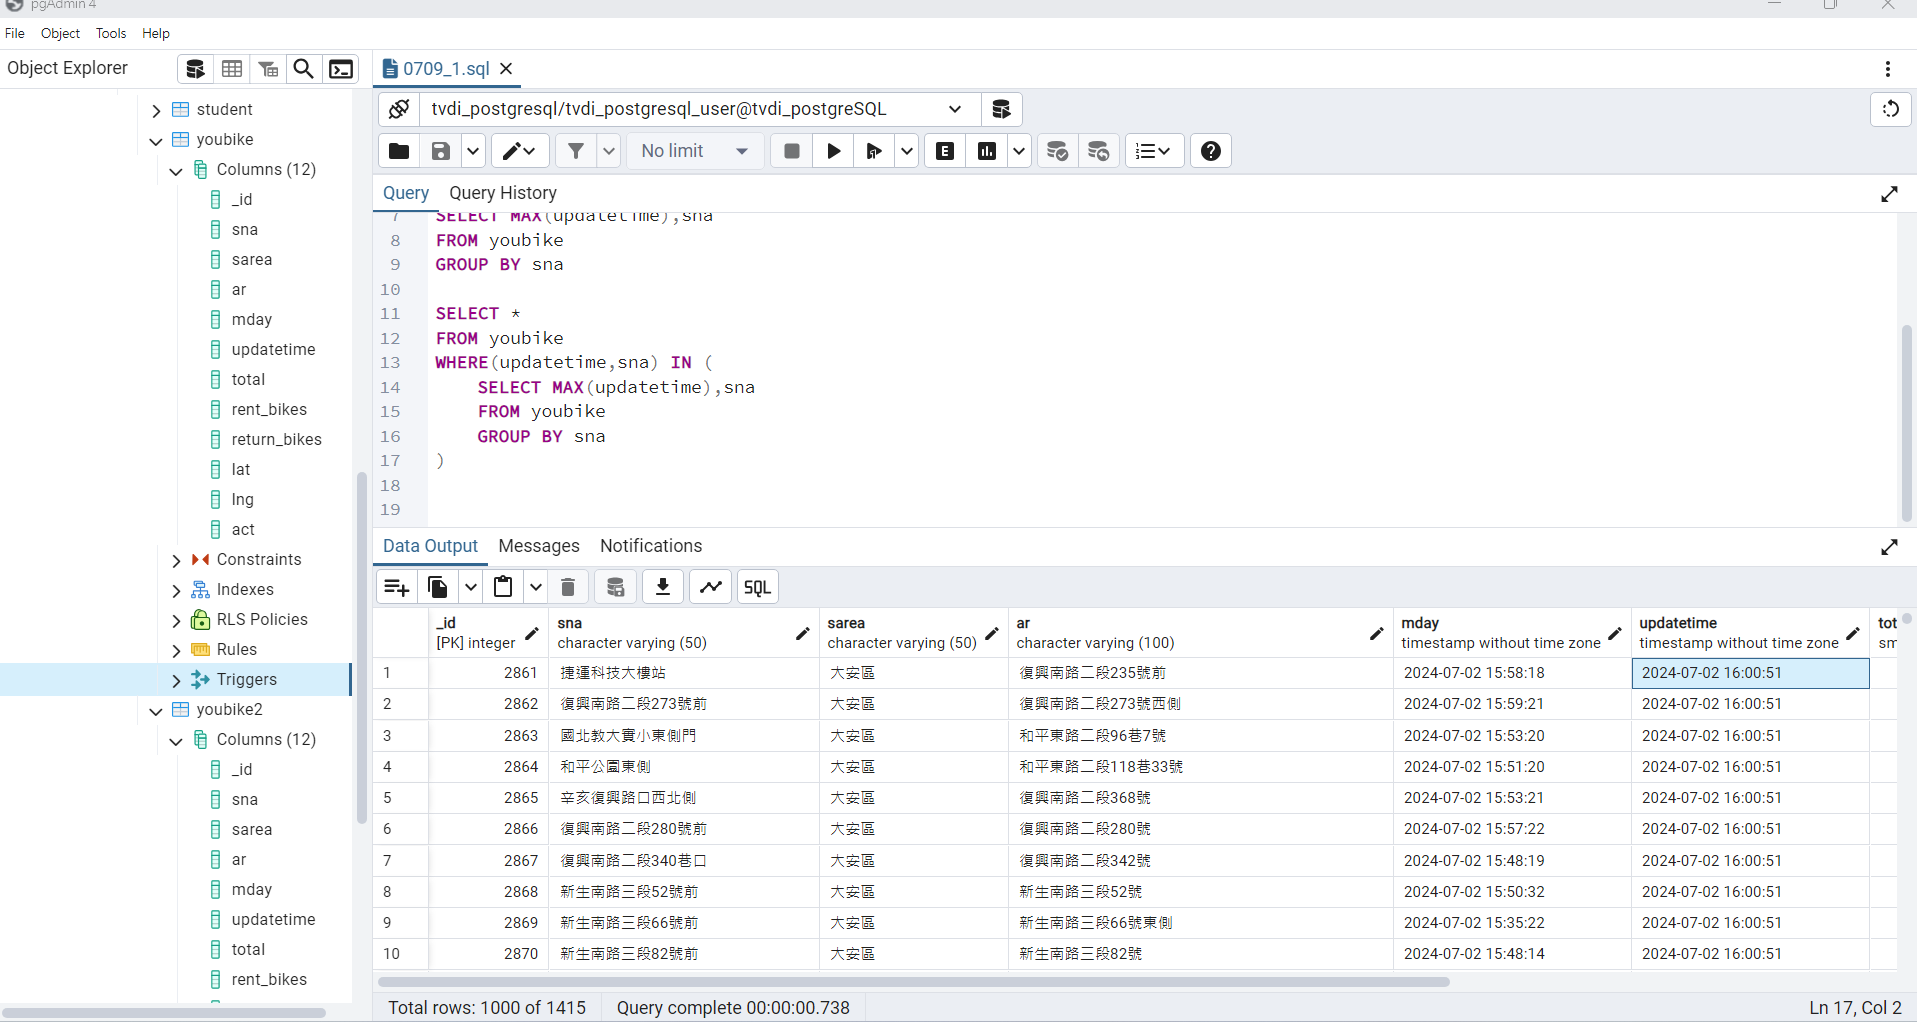 pgAdmin 4
File Object Tools Help
Object Explorer
student
youbike
Columns (12)
_id
sna
sarea
ar
mday
updatetime
total
rent_bikes
return_bikes
lat
lng
act
Constraints
Indexes
RLS Policies
Rules
Triggers
youbike2
Columns (12)
_id
sna
sarea
ar
mday
updatetime
total
rent_bikes
0709_1.sql
tvdi_postgresql/tvdi_postgresql_user@tvdi_postgreSQL
No limit
E
Query Query History
7 SELECT MAX(updatetime),sna
8 FROM youbike
9 GROUP BY sna
10
11 SELECT *
12 FROM youbike
13 WHERE(updatetime,sna) IN (
14 SELECT MAX(updatetime),sna
15 FROM youbike
16 GROUP BY sna
17 )
18
19
Data Output Messages Notifications
SQL
_id sna sarea ar mday updatetime tot
[PK] integer character varying (50) character varying (50) character varying (100) timestamp without time zone timestamp without time zone sm
1 2861 捷運科技大樓站 大安區 復興南路二段235號前 2024-07-02 15:58:18 2024-07-02 16:00:51
2 2862 復興南路二段273號前 大安區 復興南路二段273號西側 2024-07-02 15:59:21 2024-07-02 16:00:51
3 2863 國北教大實小東側門 大安區 和平東路二段96巷7號 2024-07-02 15:53:20 2024-07-02 16:00:51
4 2864 和平公園東側 大安區 和平東路二段118巷33號 2024-07-02 15:51:20 2024-07-02 16:00:51
5 2865 辛亥復興路口西北側 大安區 復興南路二段368號 2024-07-02 15:53:21 2024-07-02 16:00:51
6 2866 復興南路二段280號前 大安區 復興南路二段280號 2024-07-02 15:57:22 2024-07-02 16:00:51
7 2867 復興南路二段340巷口 大安區 復興南路二段342號 2024-07-02 15:48:19 2024-07-02 16:00:51
8 2868 新生南路三段52號前 大安區 新生南路三段52號 2024-07-02 15:50:32 2024-07-02 16:00:51
9 2869 新生南路三段66號前 大安區 新生南路三段66號東側 2024-07-02 15:35:22 2024-07-02 16:00:51
10 2870 新生南路三段82號前 大安區 新生南路三段82號 2024-07-02 15:48:14 2024-07-02 16:00:51
Total rows: 1000 of 1415 Query complete 00:00:00.738 Ln 17, Col 2